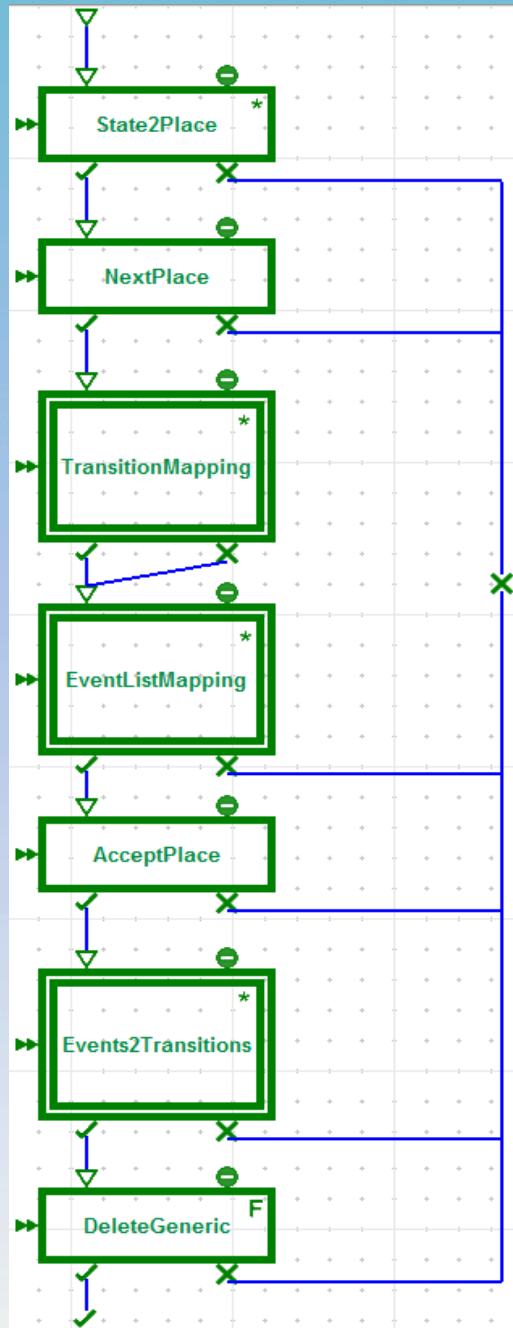 State2Place *
NextPlace
TransitionMapping *
EventListMapping *
AcceptPlace
Events2Transitions *
DeleteGeneric F